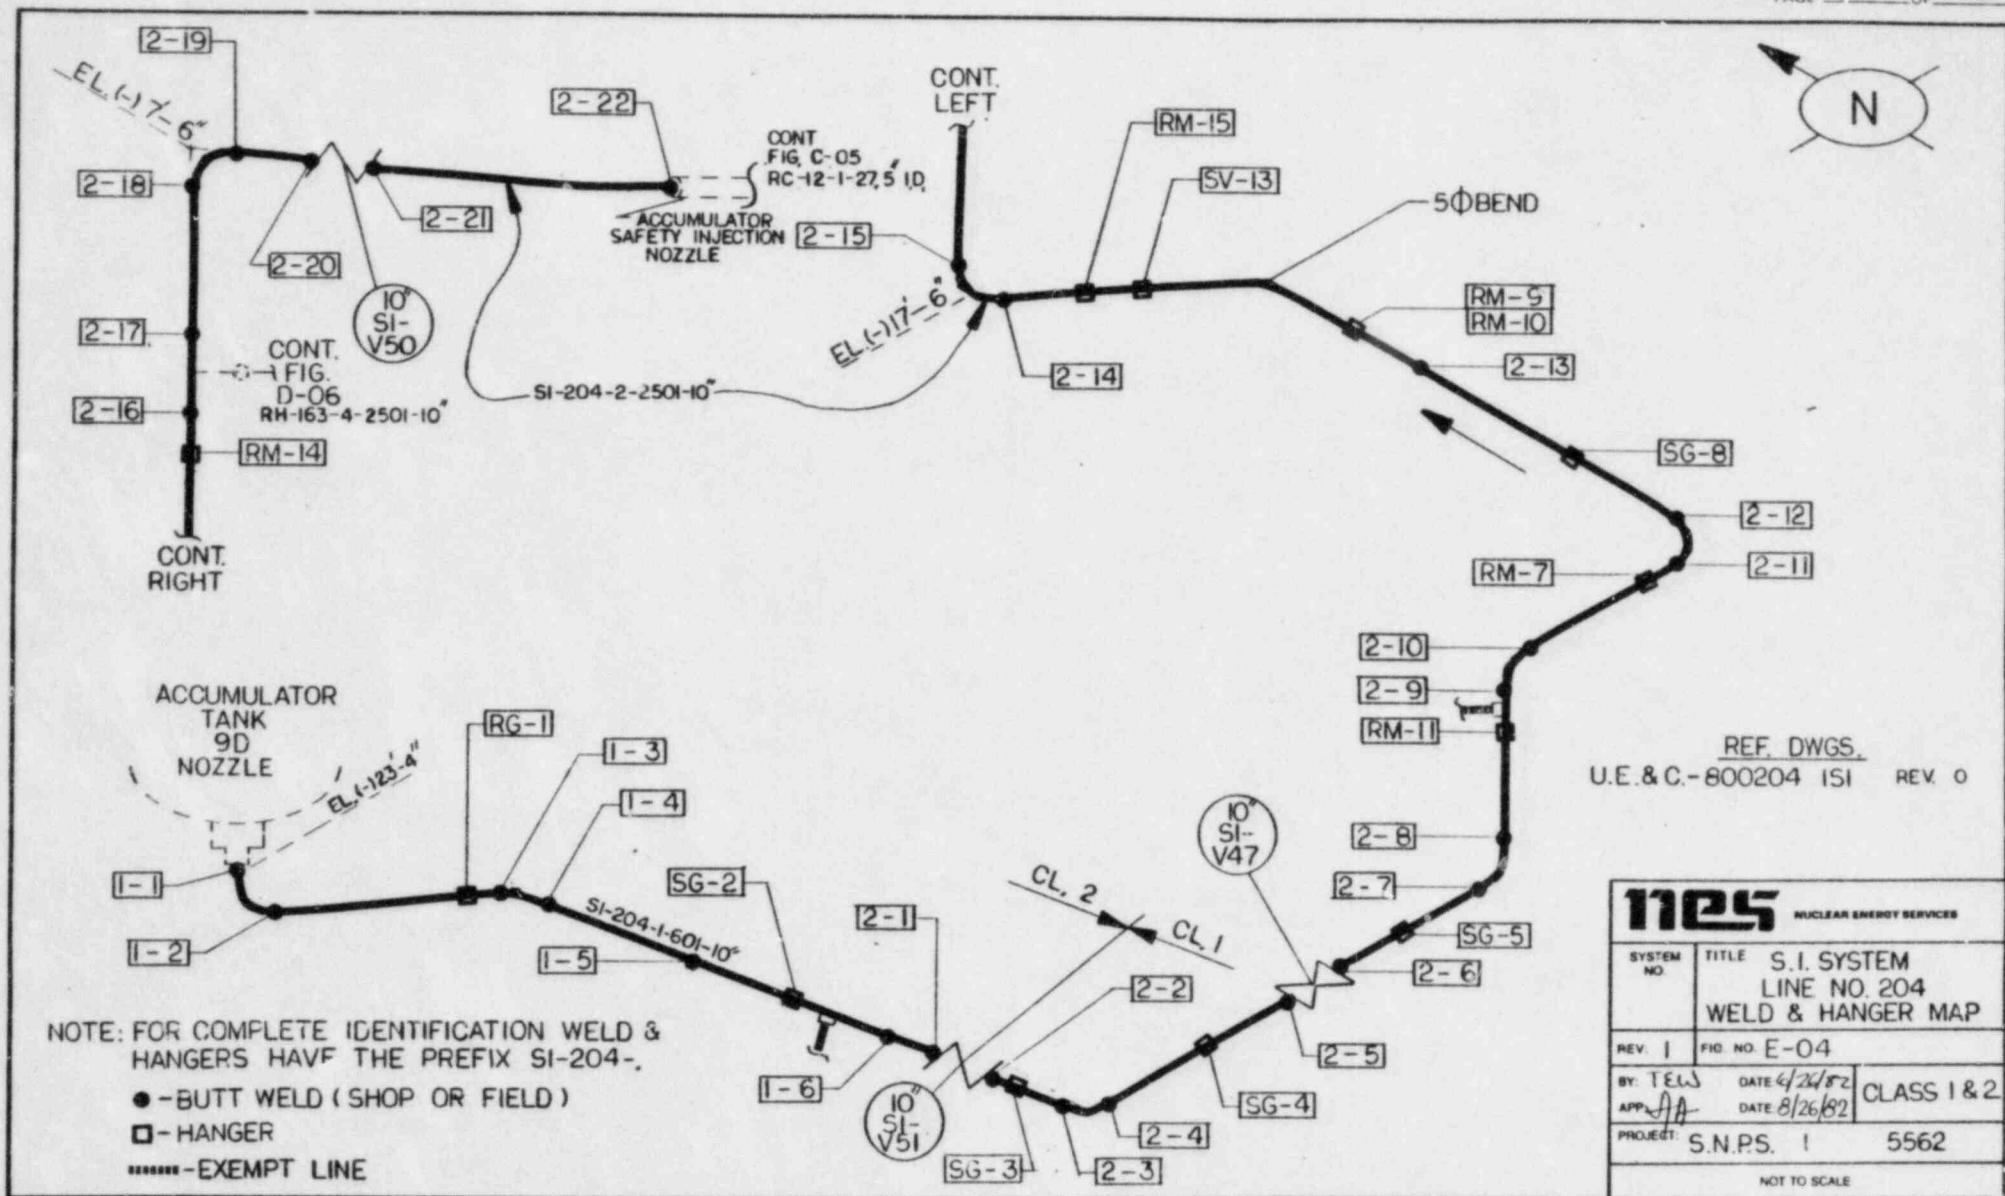 PAGE OF
2-19
EL. (-) 7'-6"
2-22
CONT.
LEFT
CONT
FIG. C-05
RC-12-1-27.5" I.D.
RM-15
N
2-18
2-21
ACCUMULATOR
SAFETY INJECTION
NOZZLE
2-15
SV-13
5ΦBEND
2-20
10"
SI-
V50
EL. (-) 17'-6"
RM-9
RM-10
2-17
CONT.
FIG.
D-06
RH-163-4-2501-10"
SI-204-2-2501-10"
2-14
2-13
2-16
RM-14
SG-8
CONT.
RIGHT
2-12
RM-7
2-11
2-10
2-9
RM-11
ACCUMULATOR
TANK
9D
NOZZLE
EL. (-) 23'-4"
RG-1
1-3
1-4
REF. DWGS.
U.E. & C.-800204 ISI REV. 0
10"
SI-
V47
2-8
1-1
SG-2
2-7
CL. 2
CL. 1
SG-5
1-2
SI-204-1-601-10"
1-5
2-1
2-6
2-2
2-5
NOTE: FOR COMPLETE IDENTIFICATION WELD &
HANGERS HAVE THE PREFIX SI-204-.
●-BUTT WELD (SHOP OR FIELD)
□-HANGER
-EXEMPT LINE
1-6
10"
SI-
V51
SG-4
2-4
SG-3
2-3
nes NUCLEAR ENERGY SERVICES
SYSTEM NO.
TITLE S.I. SYSTEM
LINE NO. 204
WELD & HANGER MAP
REV. 1 FIG. NO. E-04
BY: TEW DATE 6/26/82
APP. DATE 8/26/82
CLASS 1 & 2
PROJECT: S.N.P.S. 1 5562
NOT TO SCALE